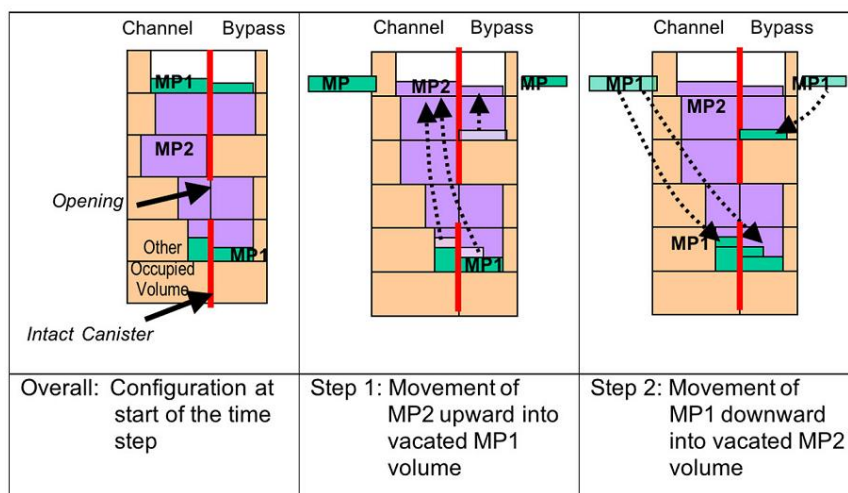 Channel Bypass
MP1
MP2
Opening
Other
MP1
Occupied
Volume
Intact Canister
Channel Bypass
MP
MP2
MP
MP1
Channel Bypass
MP1
MP1
MP2
MP1
Overall: Configuration at
start of the time
step
Step 1: Movement of
MP2 upward into
vacated MP1
volume
Step 2: Movement of
MP1 downward
into vacated MP2
volume